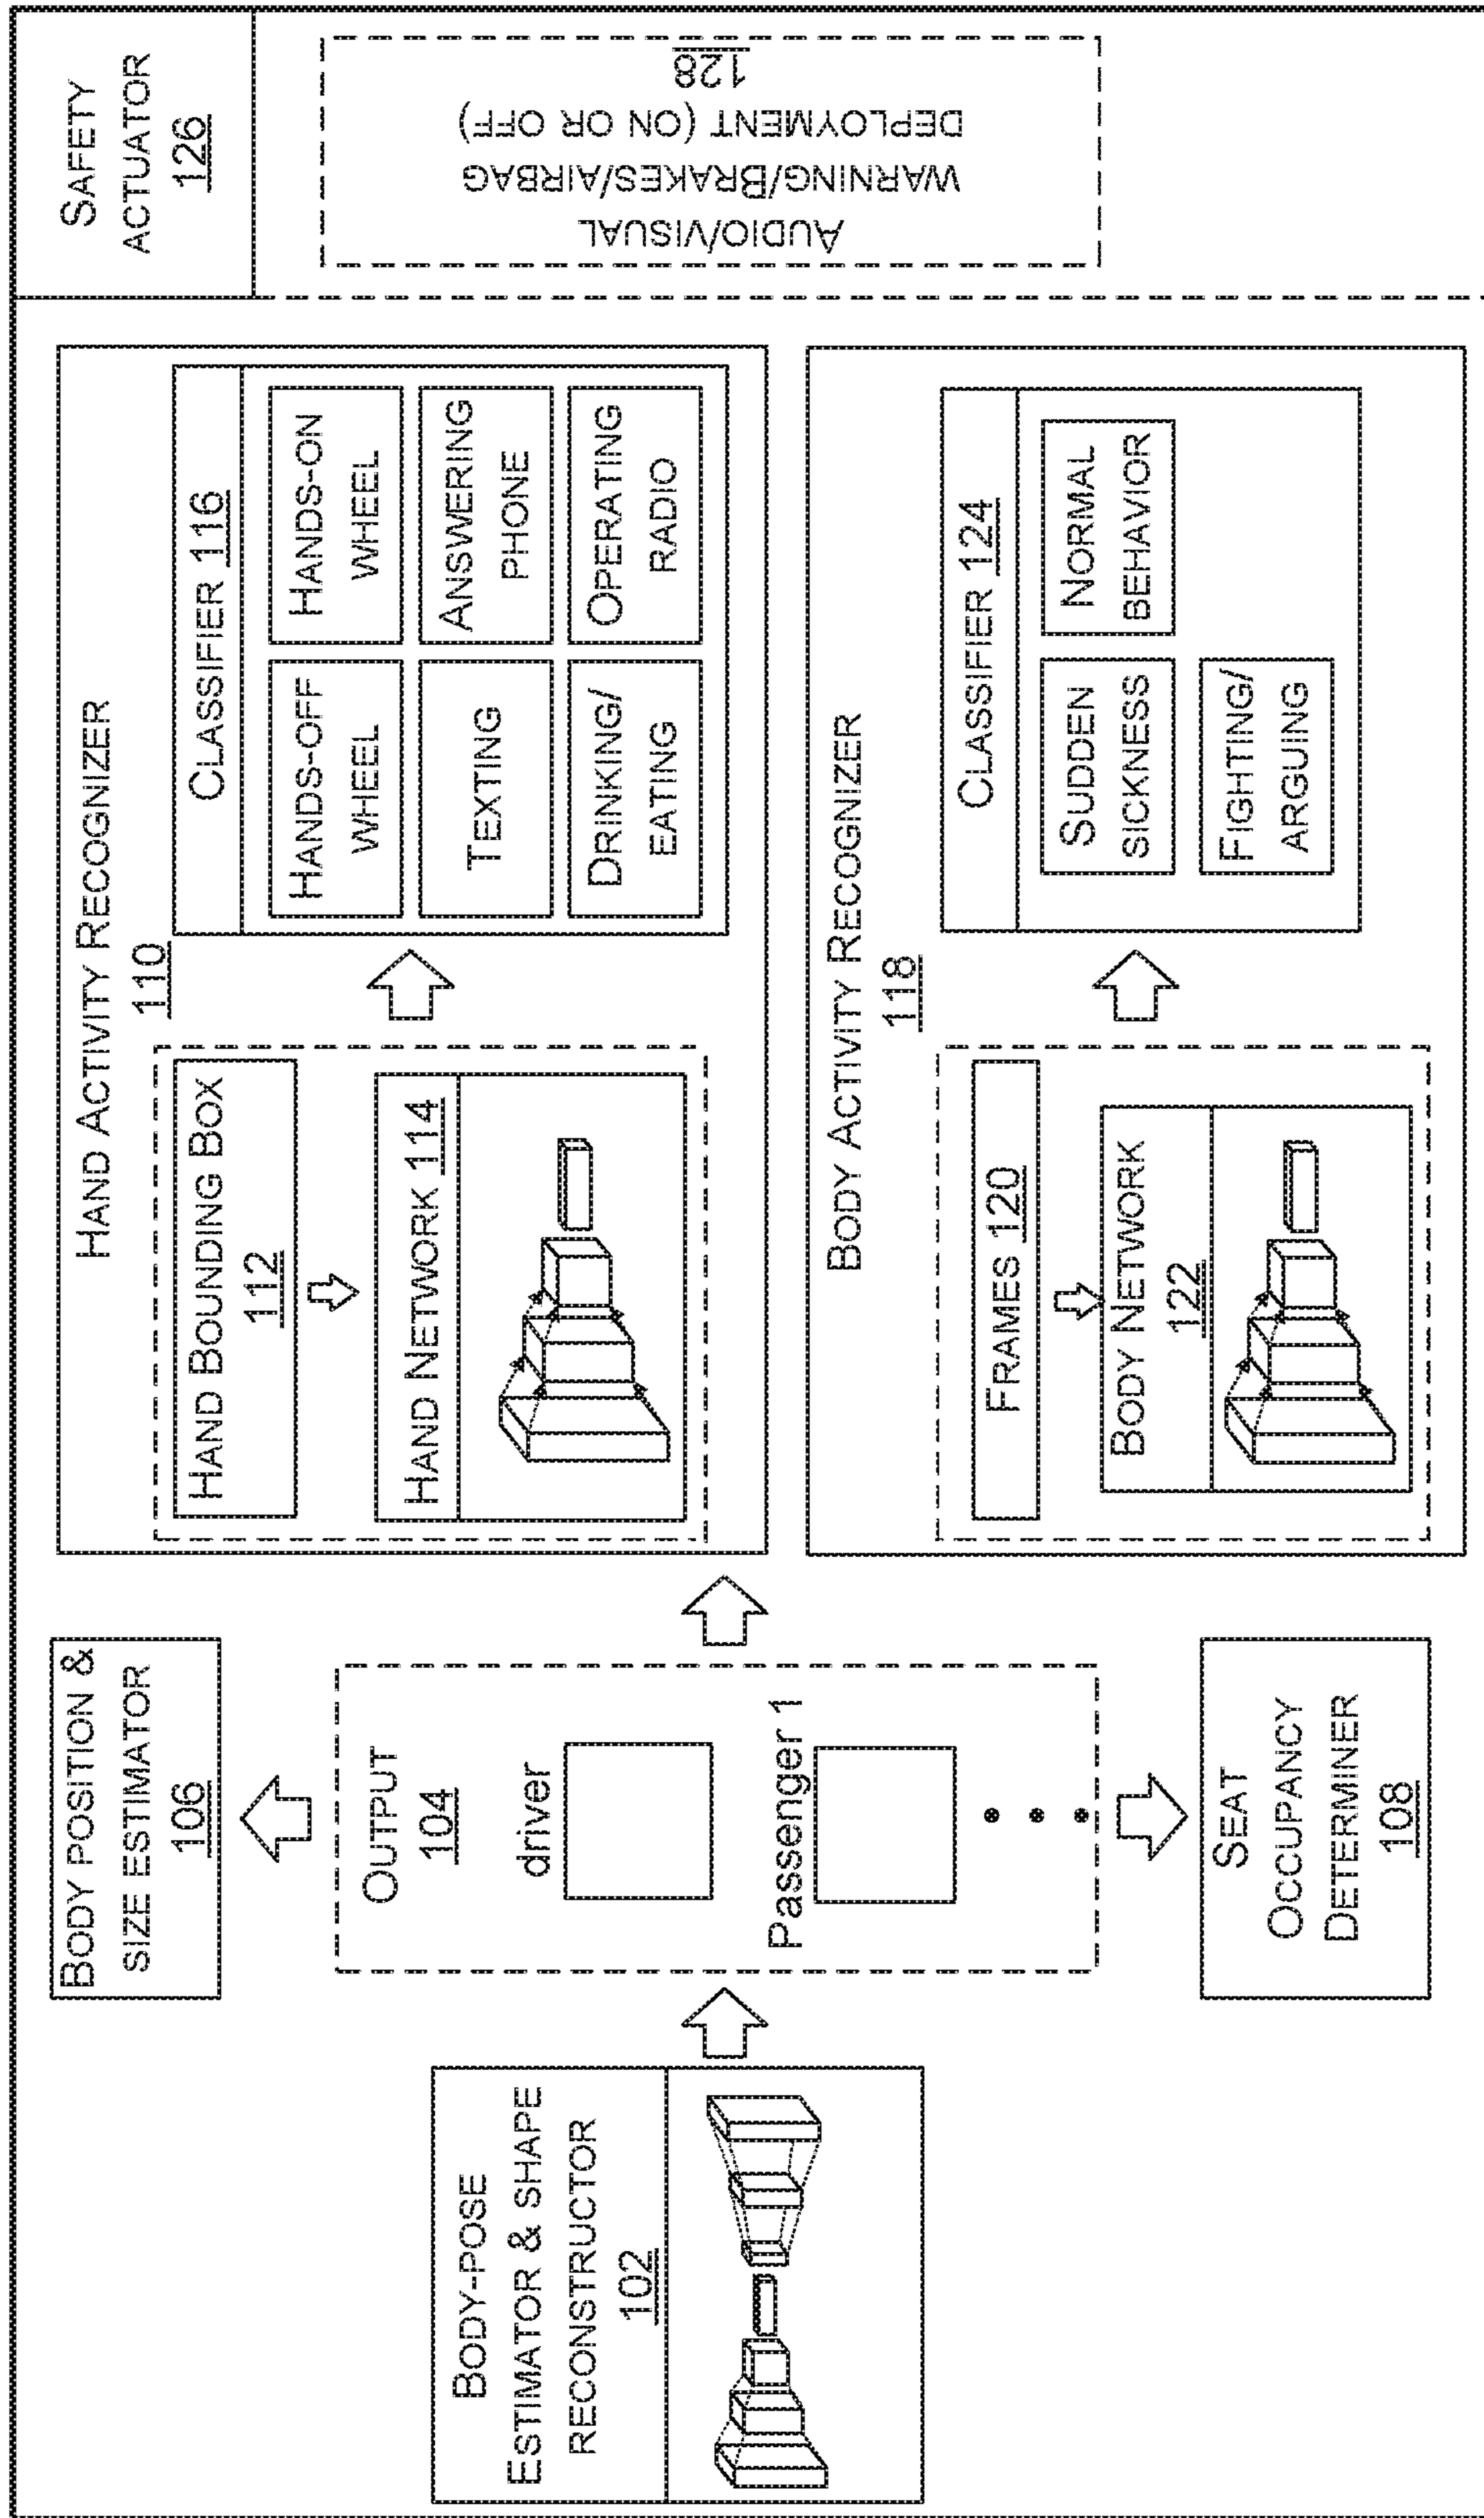 BODY-POSE
ESTIMATOR & SHAPE
RECONSTRUCTOR
102
BODY POSITION &
SIZE ESTIMATOR
106
OUTPUT
104
driver
Passenger 1
SEAT
OCCUPANCY
DETERMINER
108
HAND ACTIVITY RECOGNIZER
110
HAND BOUNDING BOX
112
HAND NETWORK 114
CLASSIFIER 116
HANDS-OFF
WHEEL
HANDS-ON
WHEEL
TEXTING
ANSWERING
PHONE
DRINKING/
EATING
OPERATING
RADIO
BODY ACTIVITY RECOGNIZER
118
FRAMES 120
BODY NETWORK
122
CLASSIFIER 124
SUDDEN
SICKNESS
NORMAL
BEHAVIOR
FIGHTING/
ARGUING
SAFETY
ACTUATOR
126
AUDIO/VISUAL
WARNING/BRAKES/AIRBAG
DEPLOYMENT (ON OR OFF)
128